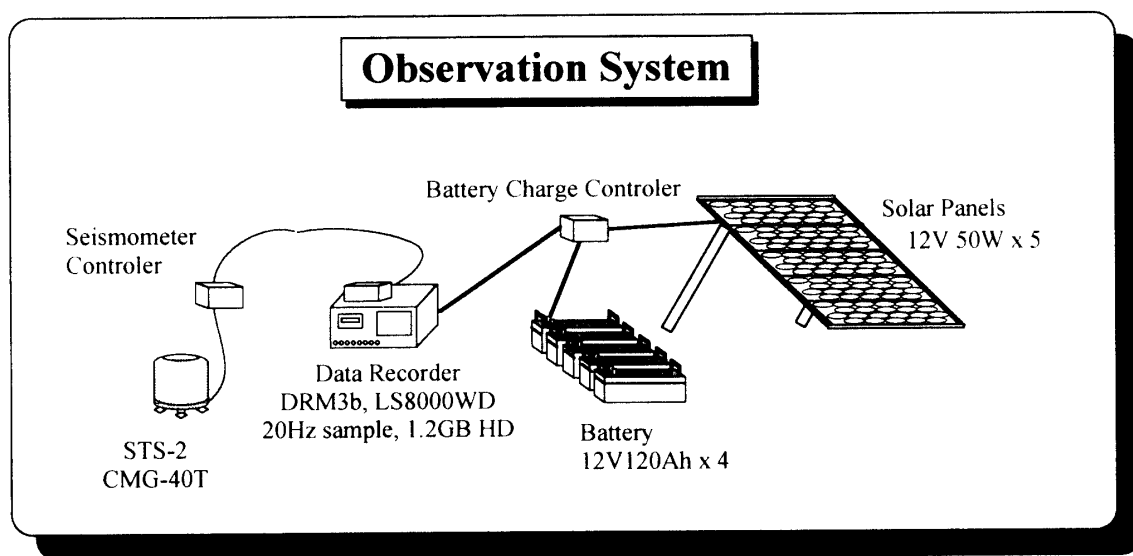 Observation System
Battery Charge Controler
Solar Panels
12V 50W x 5
Seismometer
Controler
Data Recorder
DRM3b, LS8000WD
20Hz sample, 1.2GB HD
Battery
12V120Ah x 4
STS-2
CMG-40T